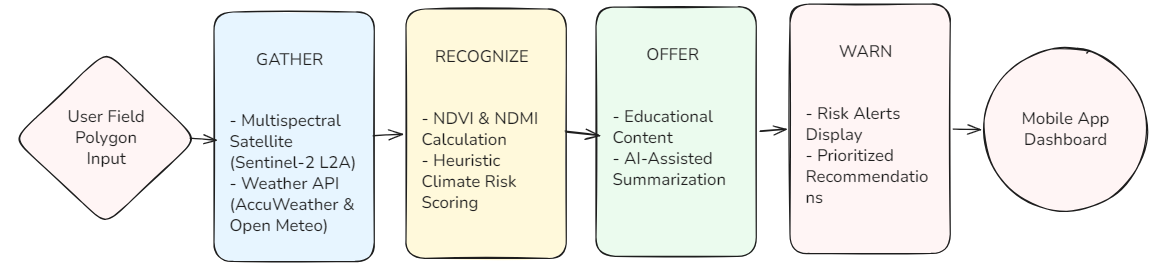 User Field
Polygon
Input
GATHER
- Multispectral
Satellite
(Sentinel-2 L2A)
- Weather API
(AccuWeather &
Open Meteo)
RECOGNIZE
- NDVI & NDMI
Calculation
- Heuristic
Climate Risk
Scoring
OFFER
- Educational
Content
- AI-Assisted
Summarization
WARN
- Risk Alerts
Display
- Prioritized
Recommendatio
ns
Mobile App
Dashboard